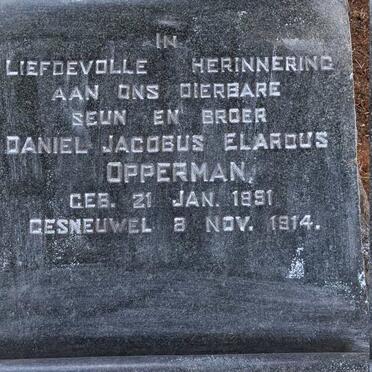 IN
LIEFDEVOLLE HERINNERING
AAN ONS DIERBARE
SEUN EN BROER
DANIEL JACOBUS ELARDUS
OPPERMAN,
GEB. 21 JAN. 1891
GESNEUWEL 8 NOV. 1914.